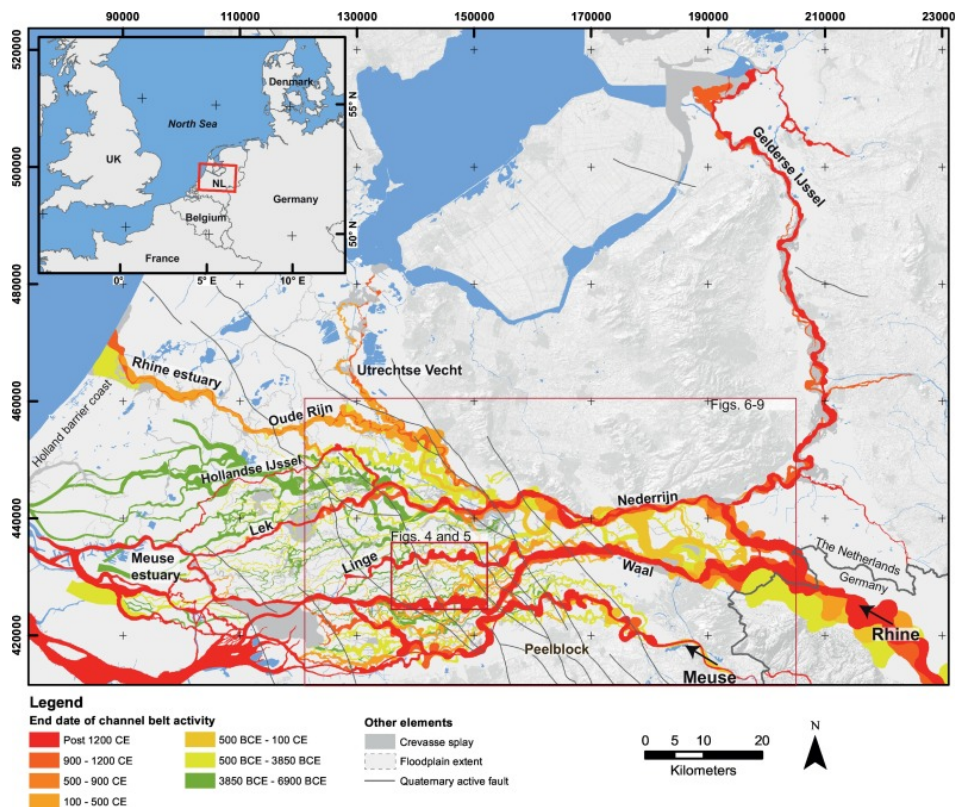 90000 110000 130000 150000 170000 190000 210000 23000
520000
500000
480000
460000
440000
420000
Denmark
North Sea
55° N
UK
NL
Germany
Belgium
50° N
France
0° 5° E 10° E
Gelderse IJssel
Utrechtse Vecht
Rhine estuary
Holland barrier coast
Oude Rijn
Figs. 6-9
Hollandse IJssel
Nederrijn
Lek
Figs. 4 and 5
Meuse
estuary
Linge
Waal
The Netherlands
Germany
Rhine
Peelblock
Meuse
Legend
End date of channel belt activity
Post 1200 CE
900 - 1200 CE
500 - 900 CE
100 - 500 CE
500 BCE - 100 CE
500 BCE - 3850 BCE
3850 BCE - 6900 BCE
Other elements
Crevasse splay
Floodplain extent
Quaternary active fault
0 5 10 20
Kilometers
N